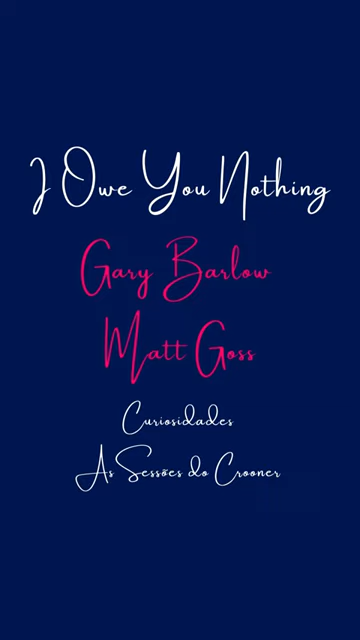 I Owe You Nothing
Gary Barlow
Matt Goss
Curiosidades
As Sessões do Crooner